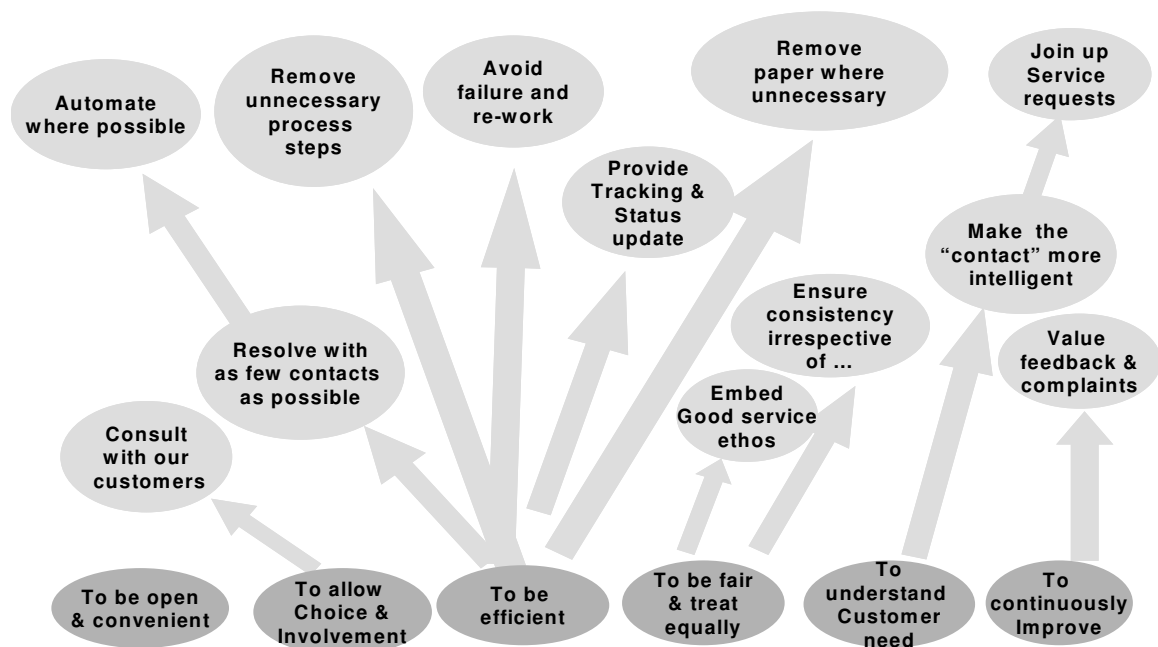 Automate
where possible
Remove
unnecessary
process
steps
Avoid
failure and
re-work
Remove
paper where
unnecessary
Join up
Service
requests
Provide
Tracking &
Status
update
Make the
“contact” more
intelligent
Resolve with
as few contacts
as possible
Ensure
consistency
irrespective
of ...
Value
feedback &
complaints
Consult
with our
customers
Embed
Good service
ethos
To be open
& convenient
To allow
Choice &
Involvement
To be
efficient
To be fair
& treat
equally
To
understand
Customer
need
To
continuously
Improve